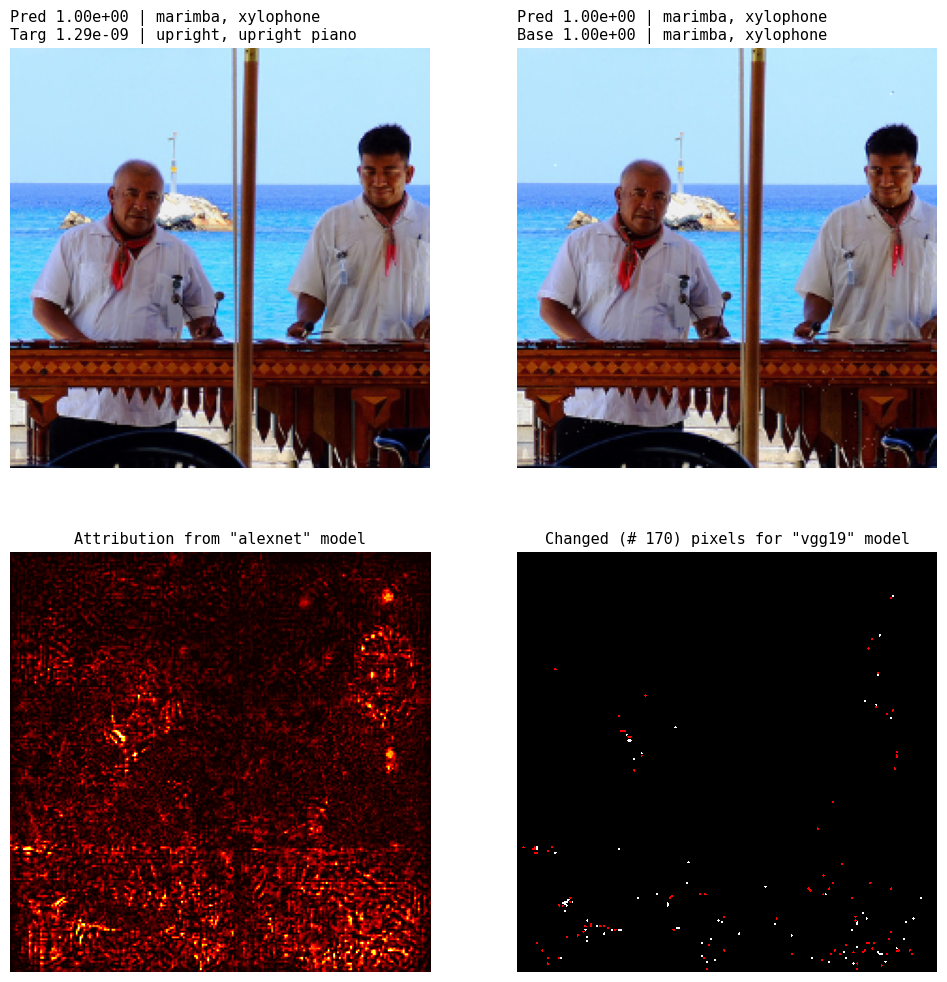 Pred 1.00e+00 | marimba, xylophone
Targ 1.29e-09 | upright, upright piano
Pred 1.00e+00 | marimba, xylophone
Base 1.00e+00 | marimba, xylophone
Attribution from "alexnet" model
Changed (# 170) pixels for "vgg19" model